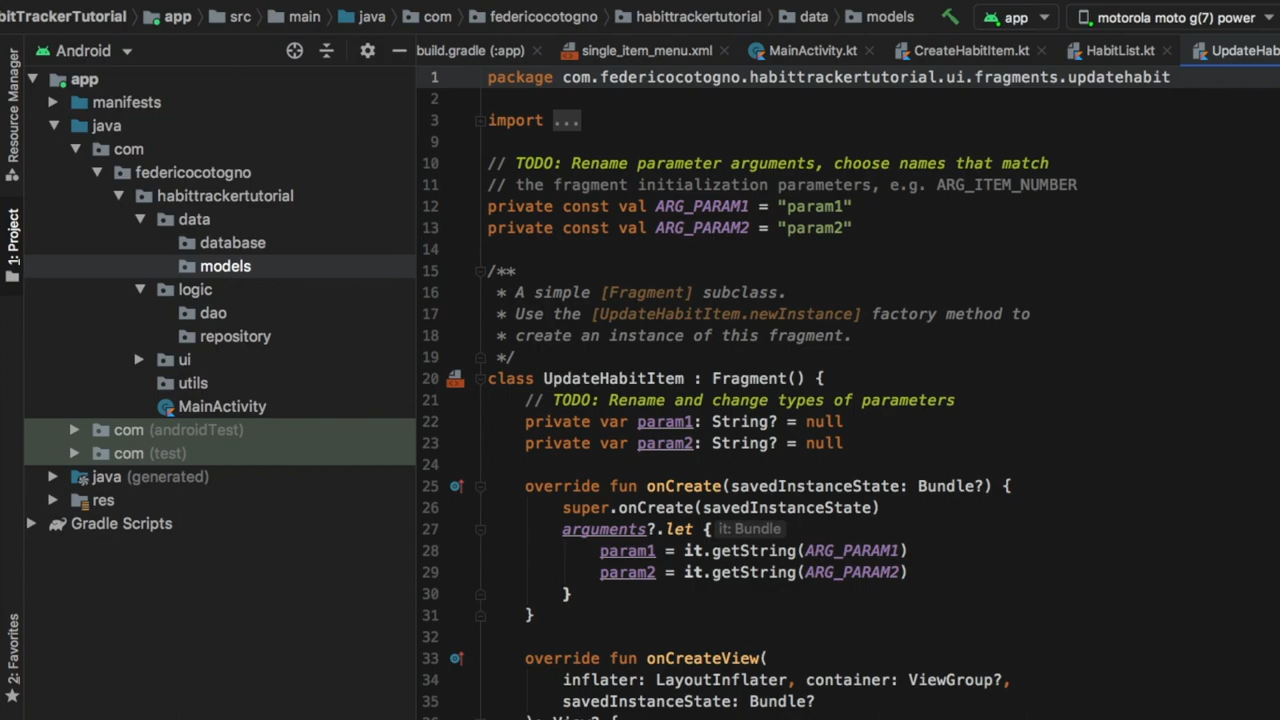 bitTrackerTutorial app src main java com federicocotogno habittrackertutorial data models app motorola moto g(7) power
Android build.gradle (:app) single_item_menu.xml MainActivity.kt CreateHabitItem.kt HabitList.kt UpdateHab
Resource Manager
1: Project
2: Favorites
app
manifests
java
com
federicocotogno
habittrackertutorial
data
database
models
logic
dao
repository
ui
utils
MainActivity
com (androidTest)
com (test)
java (generated)
res
Gradle Scripts
1 package com.federicocotogno.habittrackertutorial.ui.fragments.updatehabit
2
3 import ...
9
10 // TODO: Rename parameter arguments, choose names that match
11 // the fragment initialization parameters, e.g. ARG_ITEM_NUMBER
12 private const val ARG_PARAM1 = "param1"
13 private const val ARG_PARAM2 = "param2"
14
15 /**
16 * A simple [Fragment] subclass.
17 * Use the [UpdateHabitItem.newInstance] factory method to
18 * create an instance of this fragment.
19 */
20 class UpdateHabitItem : Fragment() {
21 // TODO: Rename and change types of parameters
22 private var param1: String? = null
23 private var param2: String? = null
24
25 override fun onCreate(savedInstanceState: Bundle?) {
26 super.onCreate(savedInstanceState)
27 arguments?.let { it: Bundle
28 param1 = it.getString(ARG_PARAM1)
29 param2 = it.getString(ARG_PARAM2)
30 }
31 }
32
33 override fun onCreateView(
34 inflater: LayoutInflater, container: ViewGroup?,
35 savedInstanceState: Bundle?
36 ): View? {